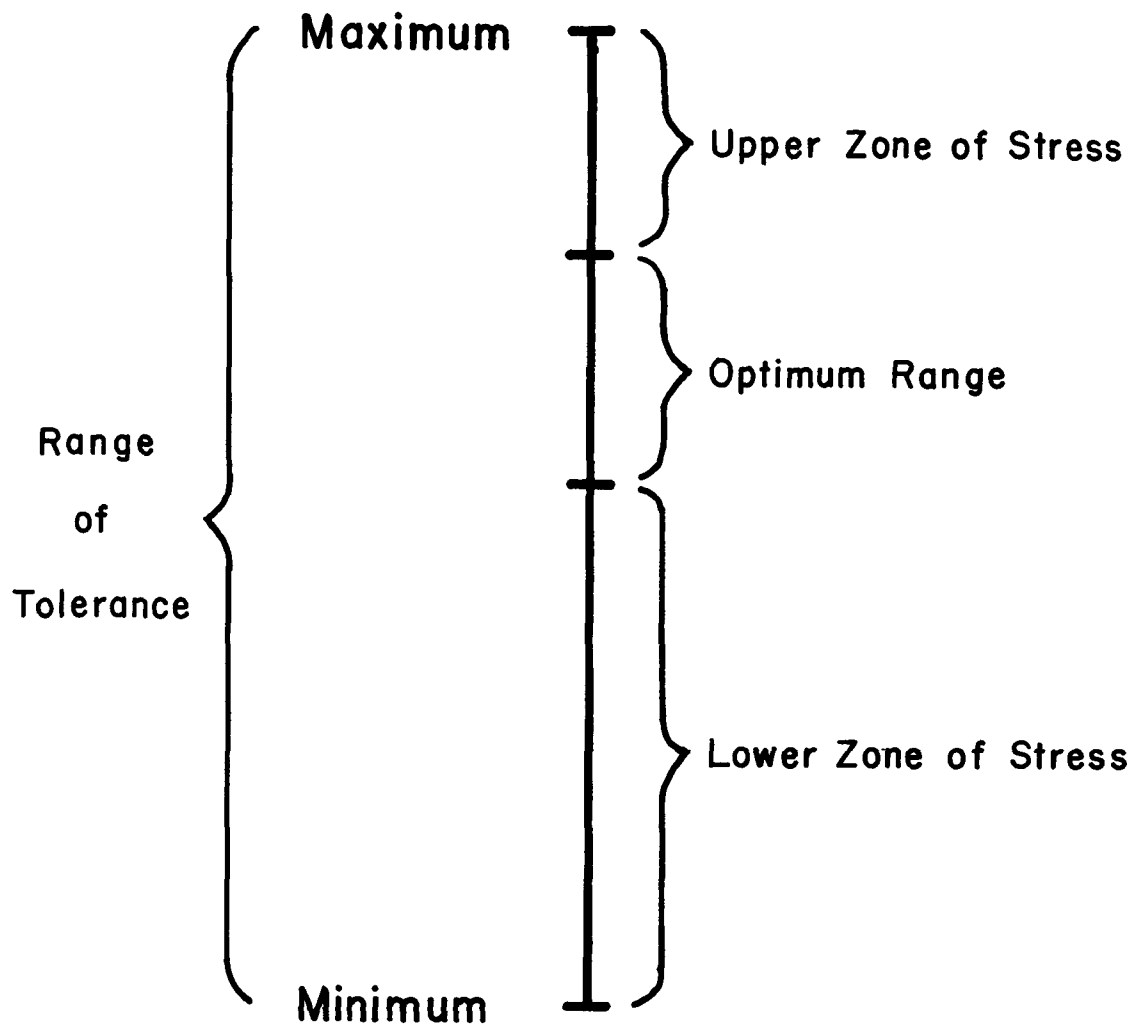 Maximum
Upper Zone of Stress
Optimum Range
Range
of
Tolerance
Lower Zone of Stress
Minimum